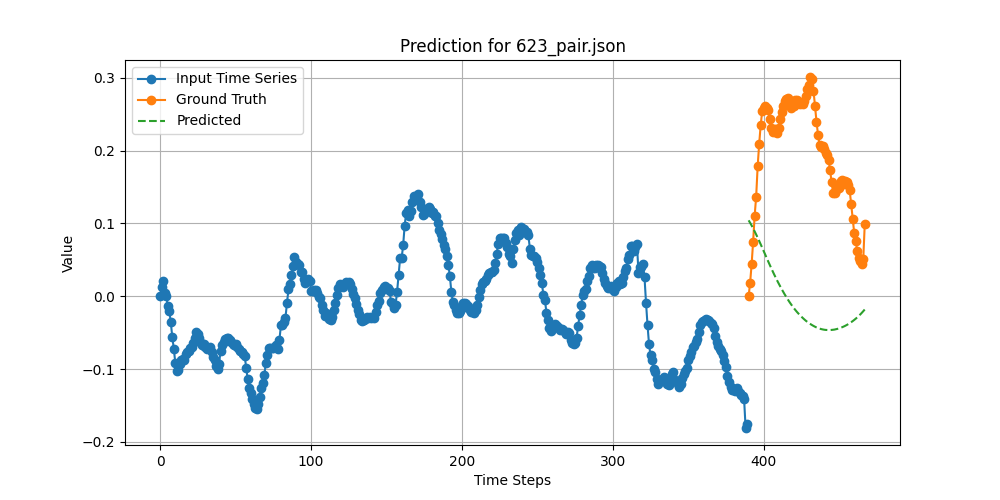 Prediction for 623_pair.json
Input Time Series
Ground Truth
Predicted
Value
0.3
0.2
0.1
0.0
−0.1
−0.2
0 100 200 300 400
Time Steps